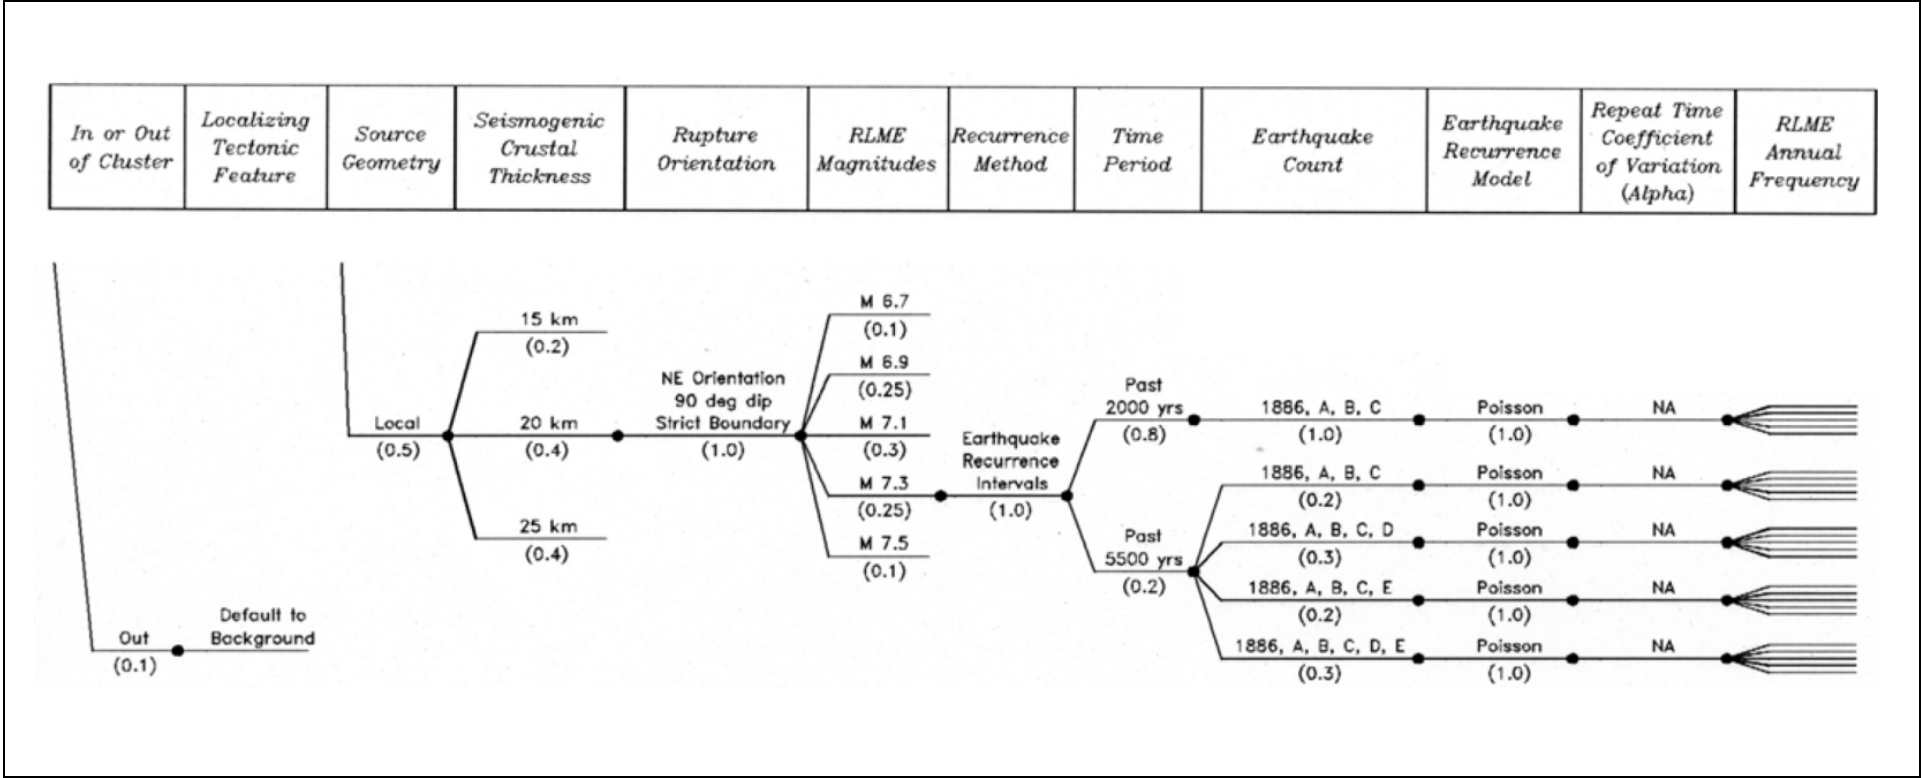 In or Out
of Cluster
Localizing
Tectonic
Feature
Source
Geometry
Seismogenic
Crustal
Thickness
Rupture
Orientation
RLME
Magnitudes
Recurrence
Method
Time
Period
Earthquake
Count
Earthquake
Recurrence
Model
Repeat Time
Coefficient
of Variation
(Alpha)
RLME
Annual
Frequency
Out
(0.1)
Default to
Background
Local
(0.5)
15 km
(0.2)
20 km
(0.4)
25 km
(0.4)
NE Orientation
90 deg dip
Strict Boundary
(1.0)
M 6.7
(0.1)
M 6.9
(0.25)
M 7.1
(0.3)
M 7.3
(0.25)
M 7.5
(0.1)
Earthquake
Recurrence
Intervals
(1.0)
Past
2000 yrs
(0.8)
Past
5500 yrs
(0.2)
1886, A, B, C
(1.0)
Poisson
(1.0)
NA
1886, A, B, C
(0.2)
Poisson
(1.0)
NA
1886, A, B, C, D
(0.3)
Poisson
(1.0)
NA
1886, A, B, C, E
(0.2)
Poisson
(1.0)
NA
1886, A, B, C, D, E
(0.3)
Poisson
(1.0)
NA